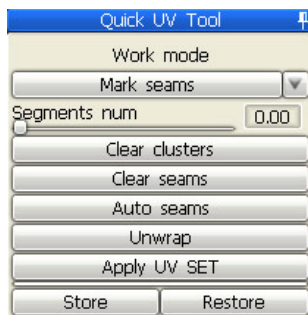 Quick UV Tool
Work mode
Mark seams
Segments num 0.00
Clear clusters
Clear seams
Auto seams
Unwrap
Apply UV SET
Store Restore